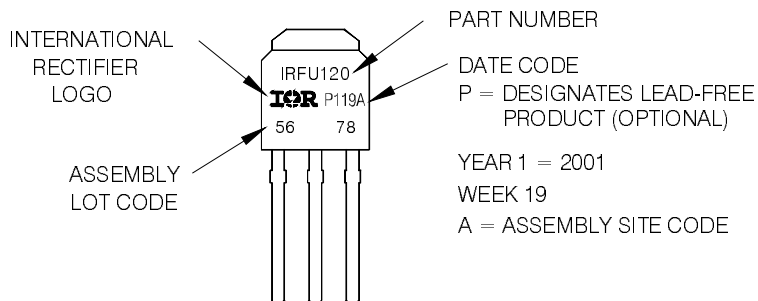 INTERNATIONAL
RECTIFIER
LOGO
ASSEMBLY
LOT CODE
IRFU120
IOR P119A
56 78
PART NUMBER
DATE CODE
P = DESIGNATES LEAD-FREE
PRODUCT (OPTIONAL)
YEAR 1 = 2001
WEEK 19
A = ASSEMBLY SITE CODE